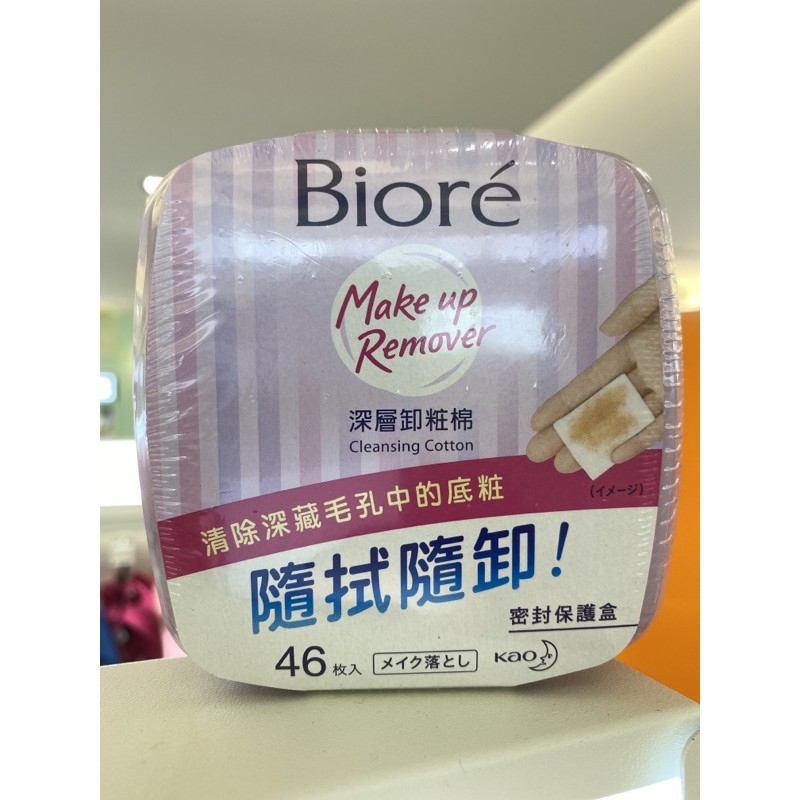 Bioré
Make up
Remover
深層卸粧棉
Cleansing Cotton
清除深藏毛孔中的底粧
(イメージ)
隨拭隨卸!
密封保護盒
46枚入
メイク落とし
Kao